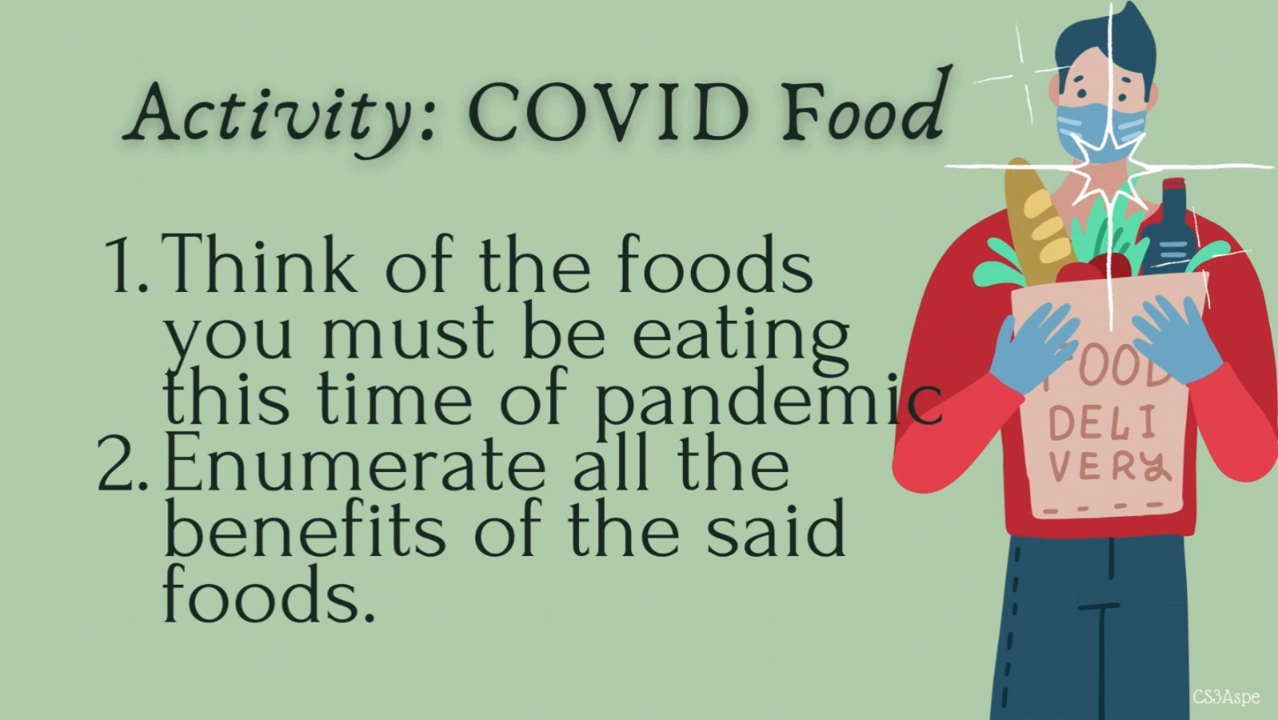 Activity: COVID Food
1. Think of the foods
you must be eating
this time of pandemic
2. Enumerate all the
benefits of the said
foods.
FOOD
DELI
VERY
CS3Aspe